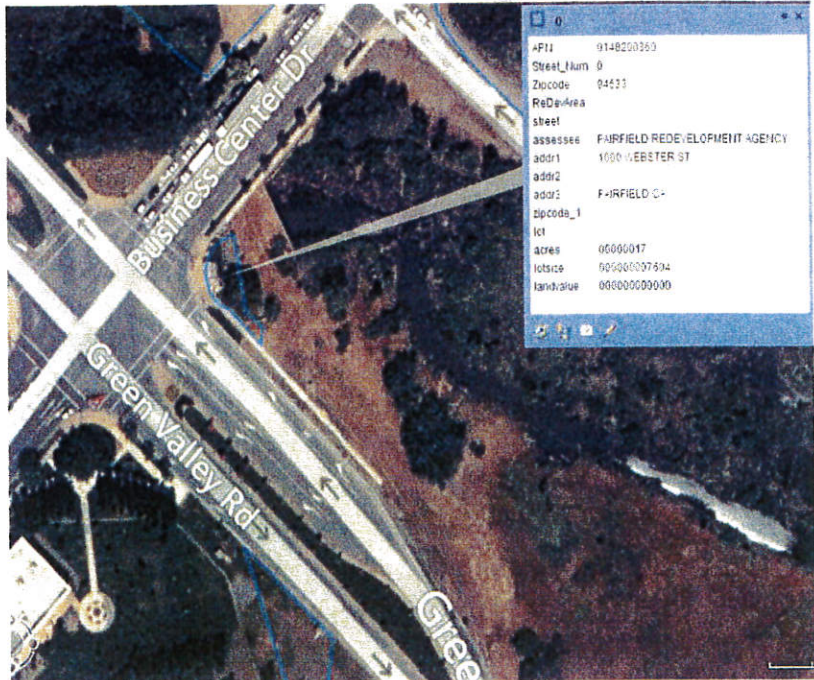 0
APN 0148200360
Street_Num 0
Zipcode 94533
ReDevArea
street
assessee FAIRFIELD REDEVELOPMENT AGENCY
addr1 1000 WEBSTER ST
addr2
addr3 FAIRFIELD CA
zipcode_1
lot
acres 00000017
lotsize
landvalue 000000000000
Business Center Dr
Green Valley Rd
Gree